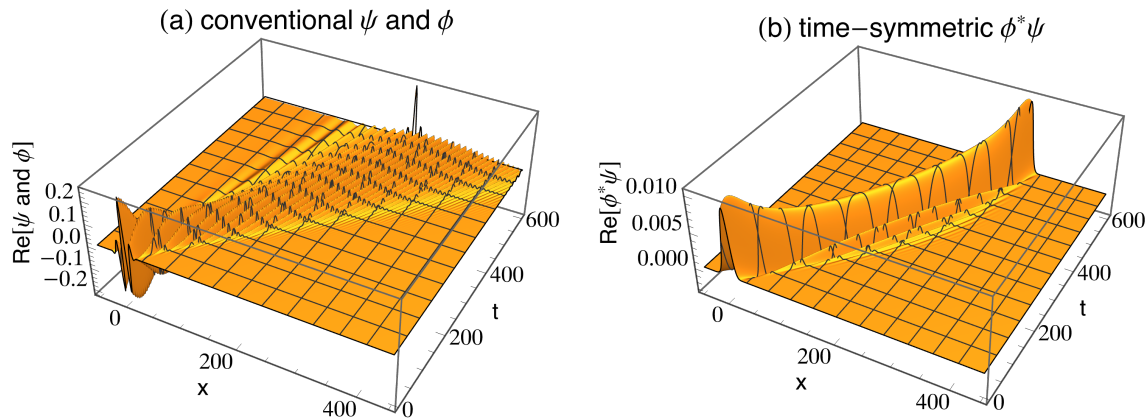 (a) conventional ψ and ϕ
Re[ψ and ϕ]
0.2
0.1
0.0
−0.1
−0.2
0
200
400
x
0
200
400
600
t
(b) time−symmetric ϕ*ψ
Re[ϕ*ψ]
0.010
0.005
0.000
0
200
400
x
0
200
400
600
t